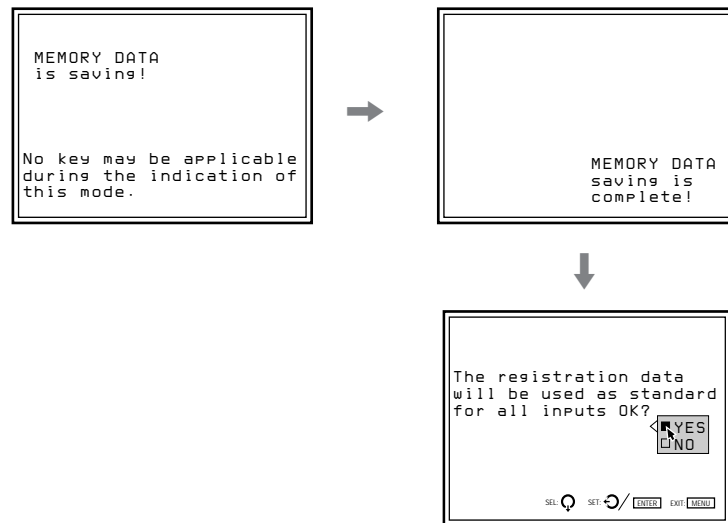 MEMORY DATA
is saving!
No key may be applicable
during the indication of
this mode.
MEMORY DATA
saving is
complete!
The registration data
will be used as standard
for all inputs OK?
YES
NO
SEL: SET: / ENTER EXIT: MENU